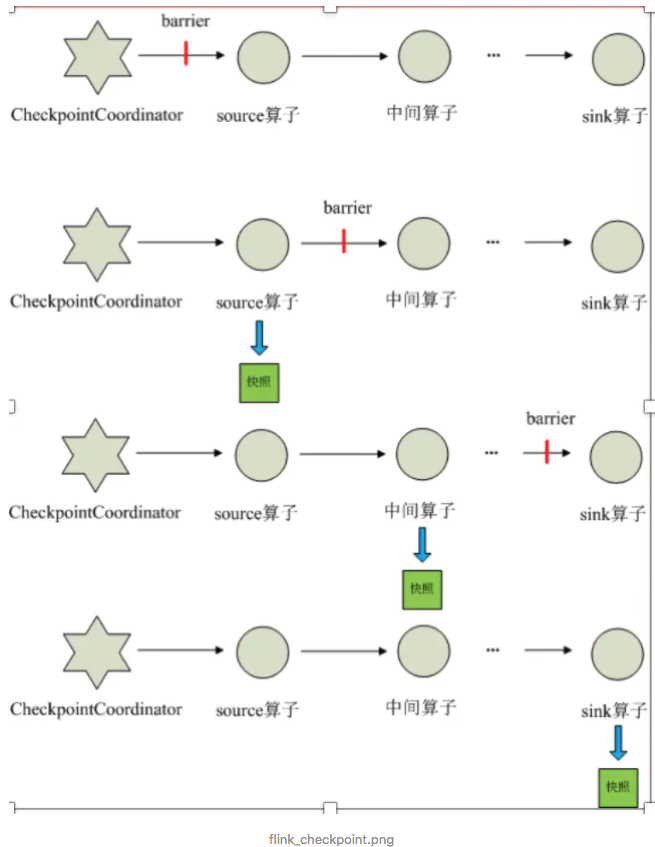 barrier
CheckpointCoordinator source算子 中间算子 ... sink算子
barrier
CheckpointCoordinator source算子 中间算子 ... sink算子
快照
barrier
CheckpointCoordinator source算子 中间算子 ... sink算子
快照
CheckpointCoordinator source算子 中间算子 ... sink算子
快照
flink_checkpoint.png